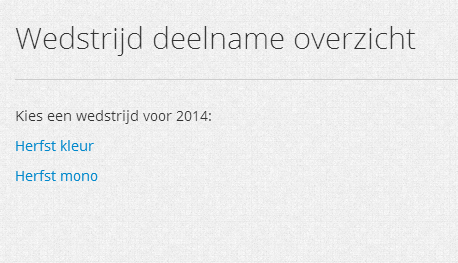 Wedstrijd deelname overzicht
Kies een wedstrijd voor 2014:
Herfst kleur
Herfst mono